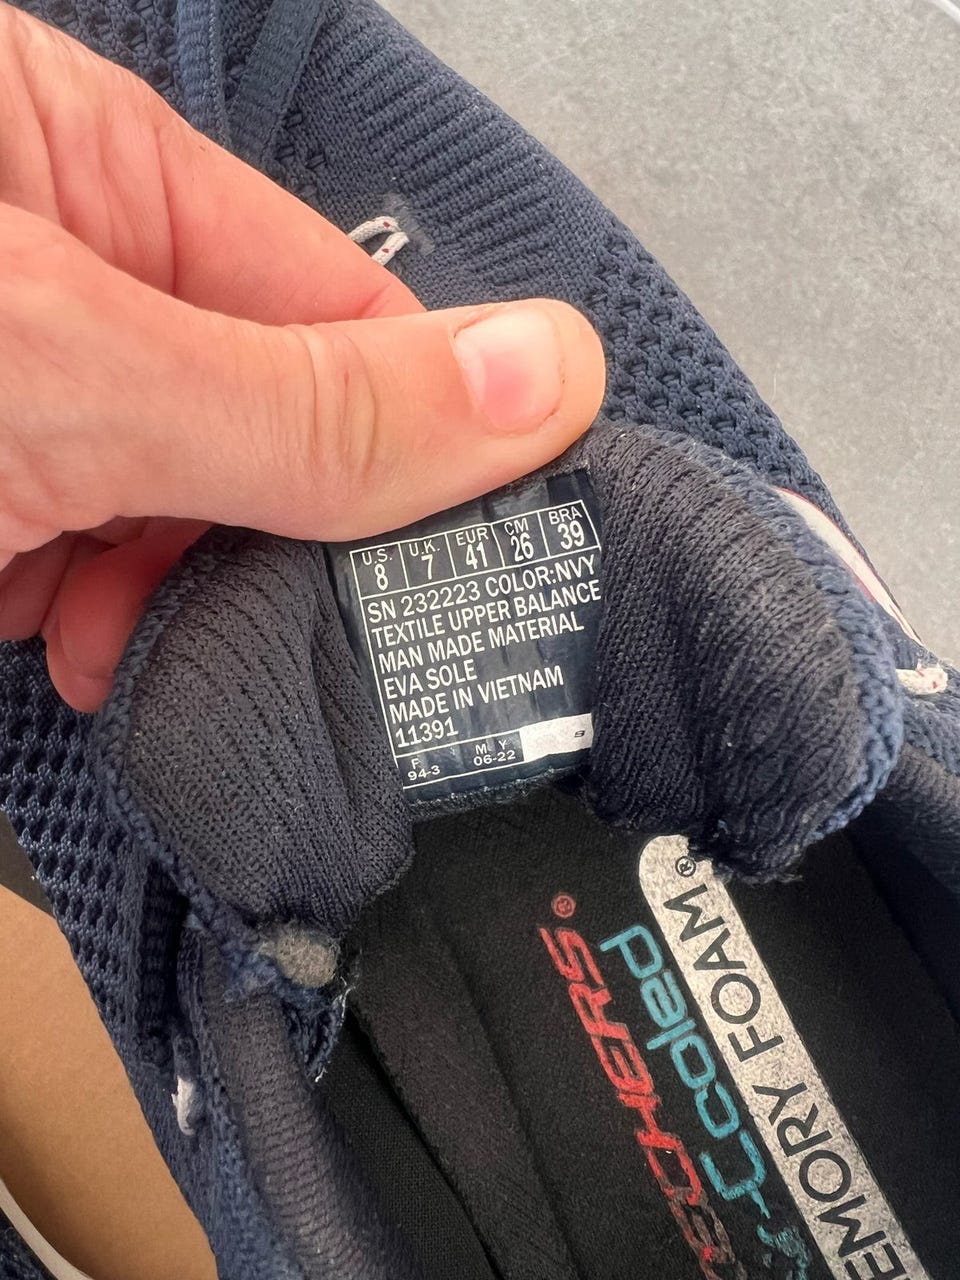 U.S. U.K. EUR CM BRA
8 7 41 26 39
SN 232223 COLOR:NVY
TEXTILE UPPER BALANCE
MAN MADE MATERIAL
EVA SOLE
MADE IN VIETNAM
11391
F M Y S
94-3 06-22
SKECHERS®
Air-Cooled
MEMORY FOAM®